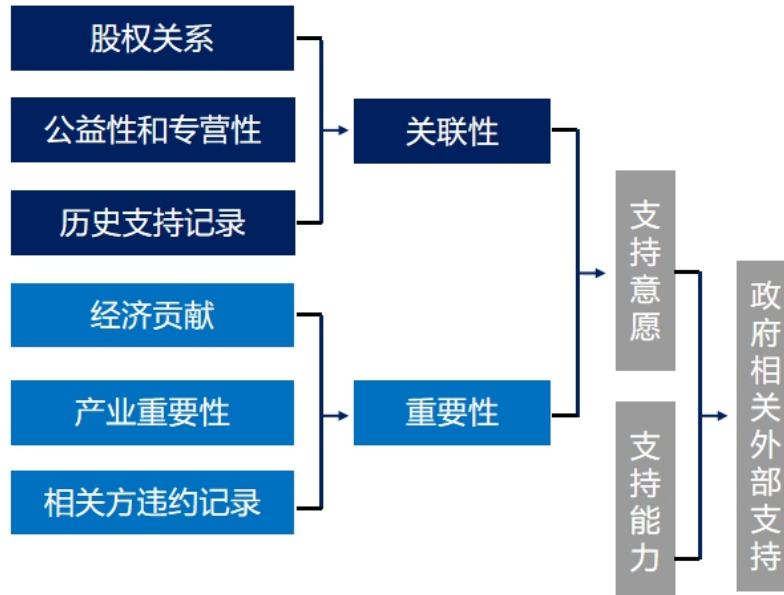 股权关系
公益性和专营性
历史支持记录
经济贡献
产业重要性
相关方违约记录
关联性
重要性
支持意愿
支持能力
政府相关外部支持